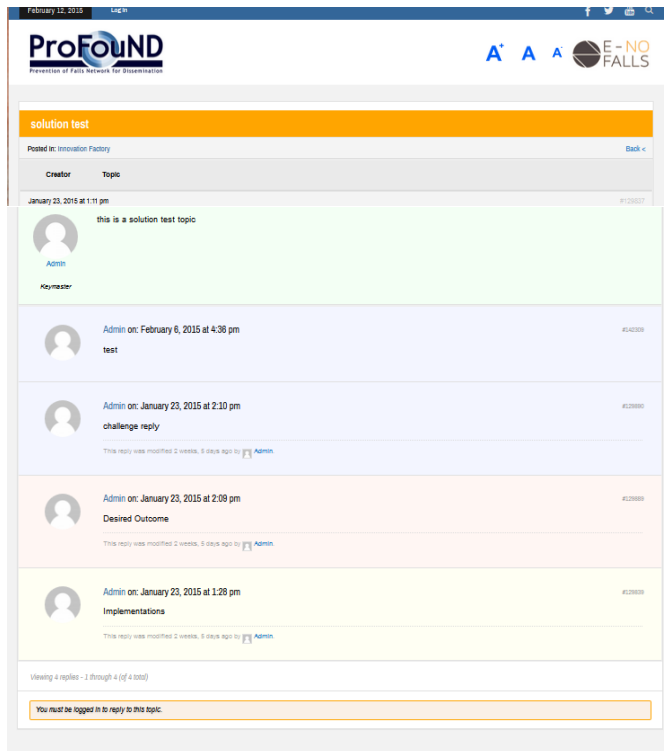 February 12, 2015 Log In
ProFouND
Prevention of Falls Network for Dissemination
A+ A A-
E-NO
FALLS
solution test
Posted In: Innovation Factory Back <
Creator Topic
January 23, 2015 at 1:11 pm
this is a solution test topic
Admin
Keymaster
Admin on: February 6, 2015 at 4:36 pm
test
Admin on: January 23, 2015 at 2:10 pm
challenge reply
This reply was modified 2 weeks, 5 days ago by Admin.
Admin on: January 23, 2015 at 2:09 pm
Desired Outcome
This reply was modified 2 weeks, 5 days ago by Admin.
Admin on: January 23, 2015 at 1:28 pm
Implementations
This reply was modified 2 weeks, 5 days ago by Admin.
Viewing 4 replies - 1 through 4 (of 4 total)
You must be logged in to reply to this topic.